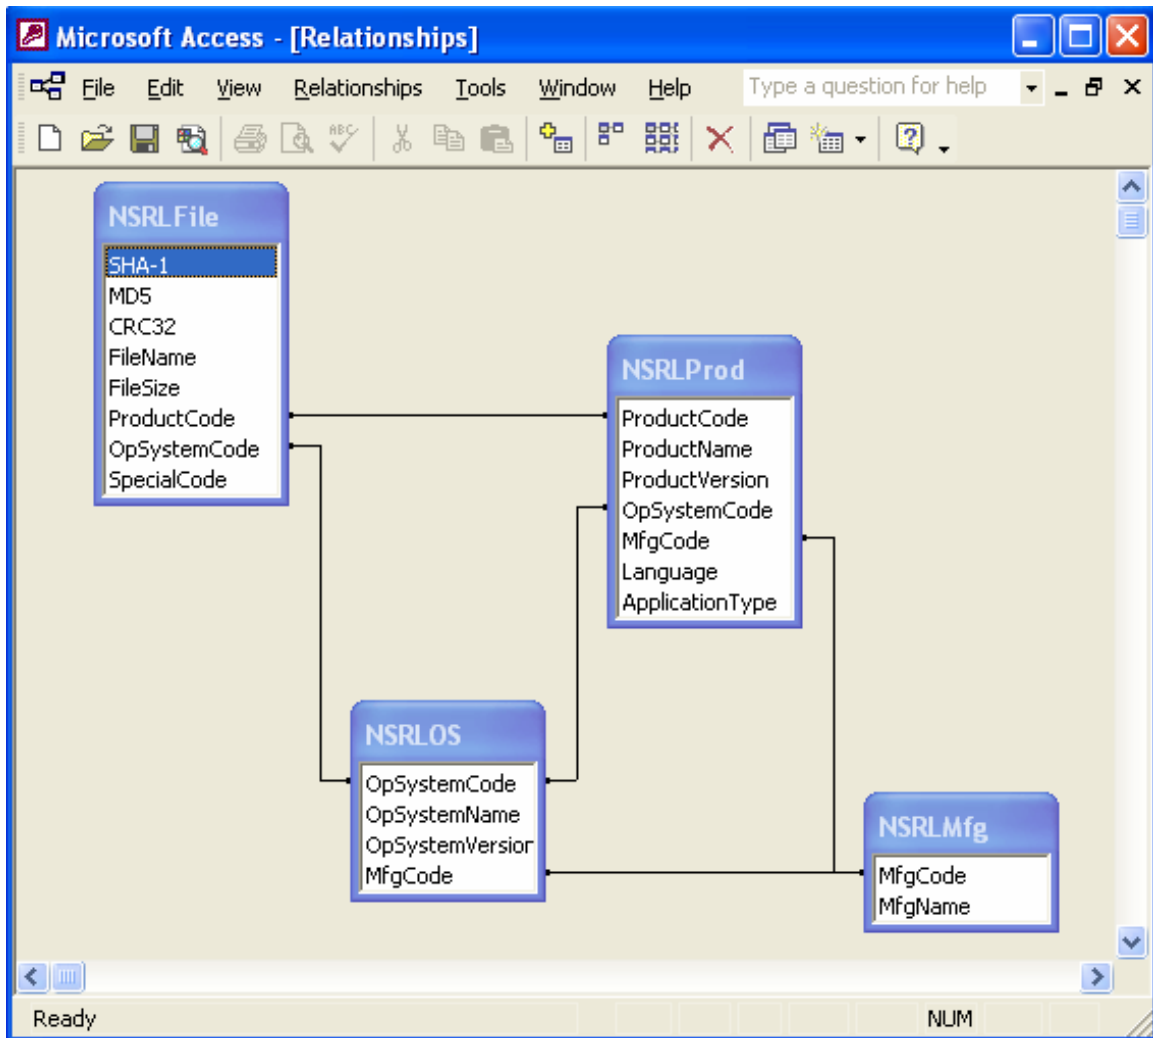 Microsoft Access - [Relationships]
File Edit View Relationships Tools Window Help Type a question for help
ABC
NSRLFile
SHA-1
MD5
CRC32
FileName
FileSize
ProductCode
OpSystemCode
SpecialCode
NSRLProd
ProductCode
ProductName
ProductVersion
OpSystemCode
MfgCode
Language
ApplicationType
NSRLOS
OpSystemCode
OpSystemName
OpSystemVersion
MfgCode
NSRLMfg
MfgCode
MfgName
Ready NUM